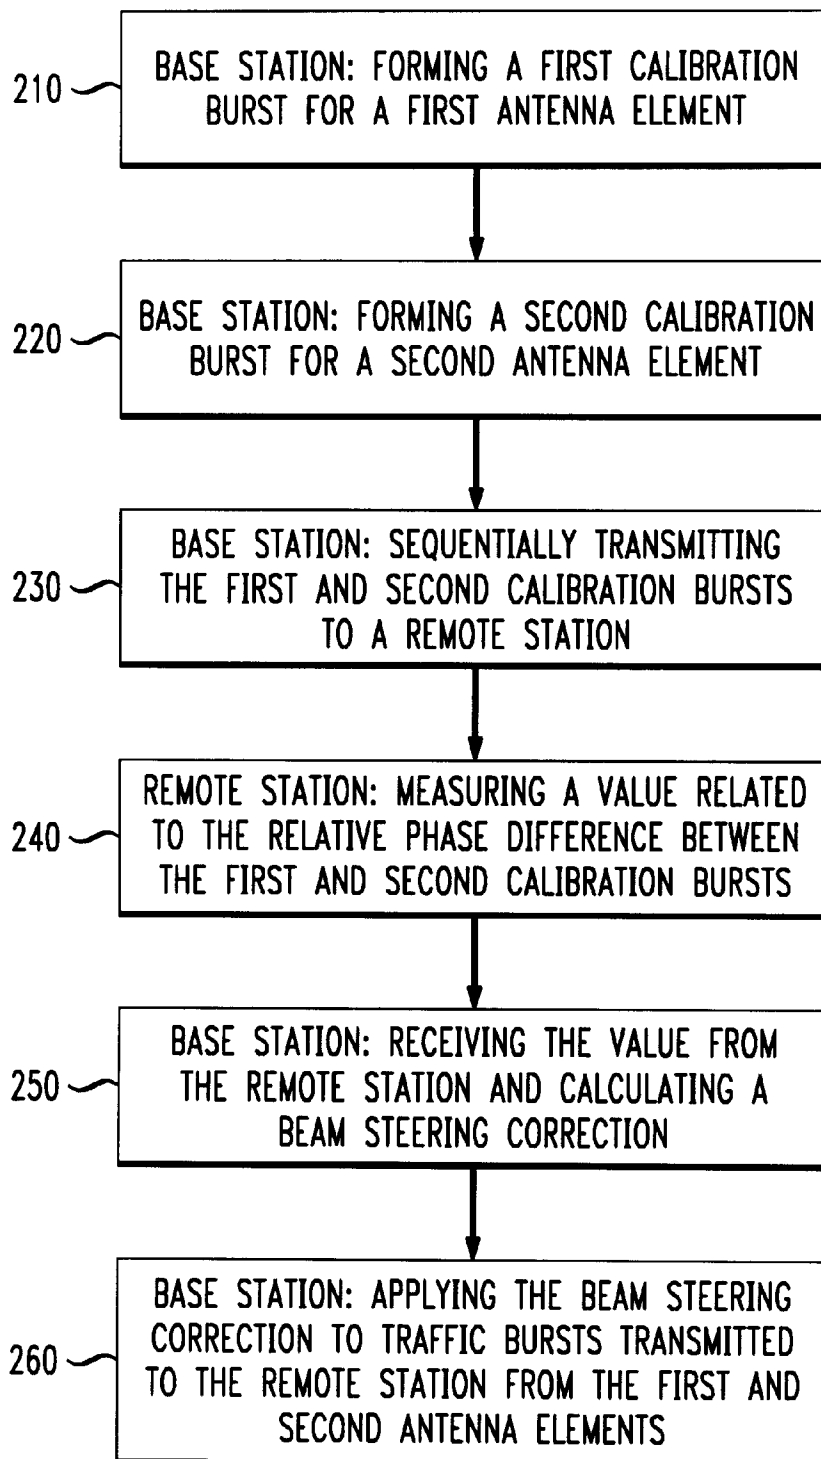 210
BASE STATION: FORMING A FIRST CALIBRATION
BURST FOR A FIRST ANTENNA ELEMENT
220
BASE STATION: FORMING A SECOND CALIBRATION
BURST FOR A SECOND ANTENNA ELEMENT
230
BASE STATION: SEQUENTIALLY TRANSMITTING
THE FIRST AND SECOND CALIBRATION BURSTS
TO A REMOTE STATION
240
REMOTE STATION: MEASURING A VALUE RELATED
TO THE RELATIVE PHASE DIFFERENCE BETWEEN
THE FIRST AND SECOND CALIBRATION BURSTS
250
BASE STATION: RECEIVING THE VALUE FROM
THE REMOTE STATION AND CALCULATING A
BEAM STEERING CORRECTION
260
BASE STATION: APPLYING THE BEAM STEERING
CORRECTION TO TRAFFIC BURSTS TRANSMITTED
TO THE REMOTE STATION FROM THE FIRST AND
SECOND ANTENNA ELEMENTS